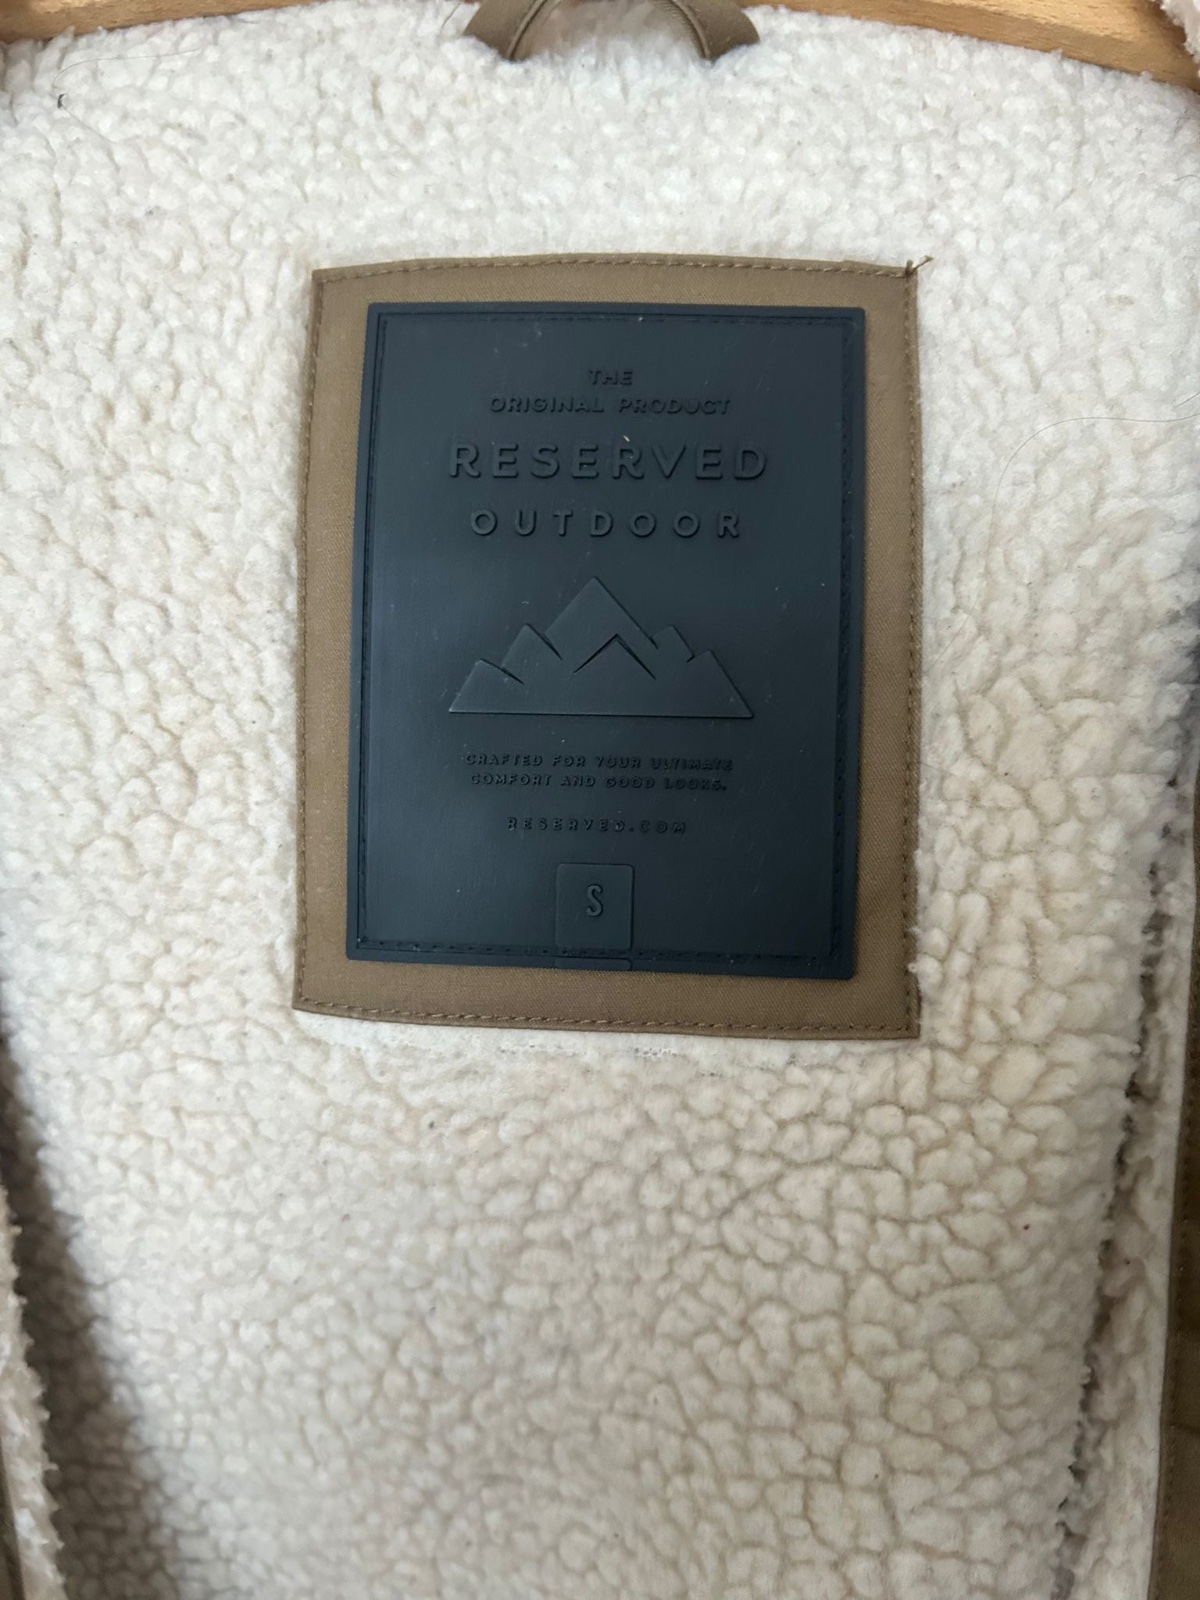 THE
ORIGINAL PRODUCT
RESERVED
OUTDOOR
CRAFTED FOR YOUR ULTIMATE
COMFORT AND GOOD LOOKS.
RESERVED.COM
S